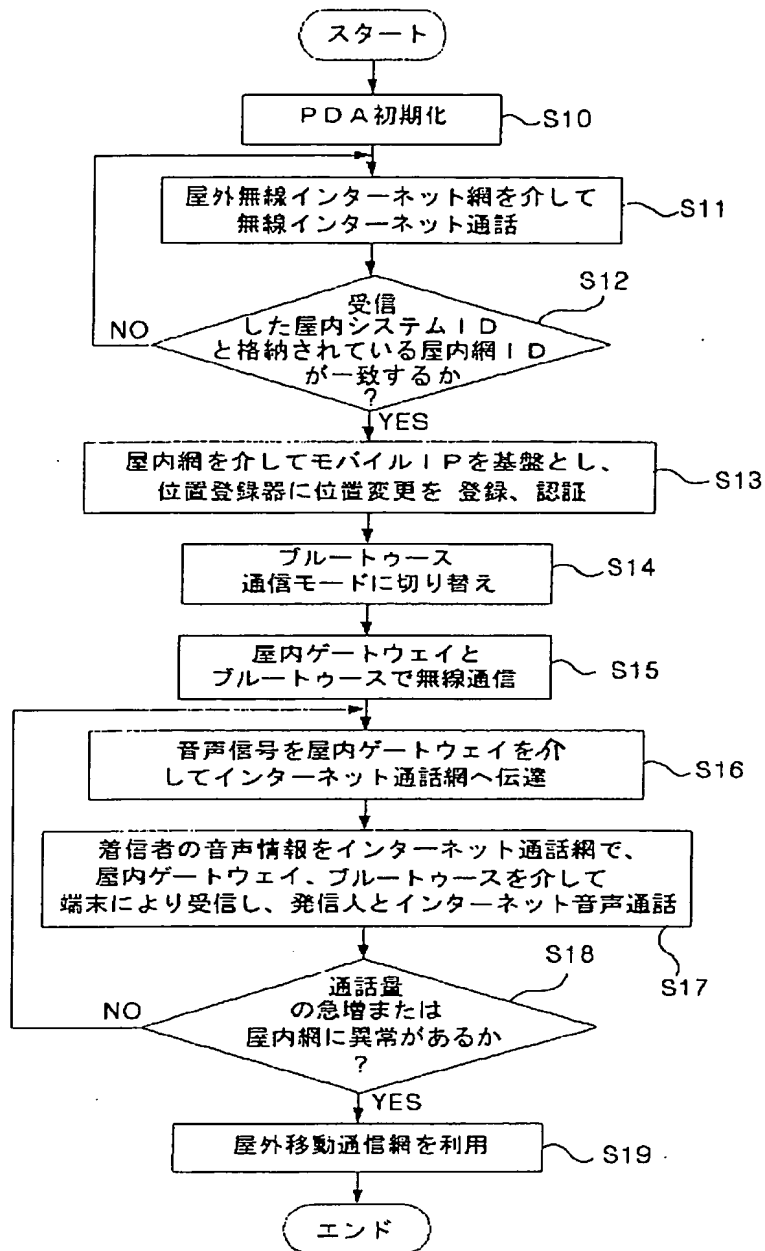 スタート
PDA初期化
S10
屋外無線インターネット網を介して
無線インターネット通話
S11
受信
した屋内システムID
と格納されている屋内網ID
が一致するか
?
S12
NO
YES
屋内網を介してモバイルIPを基盤とし、
位置登録器に位置変更を 登録、認証
S13
ブルートゥース
通信モードに切り替え
S14
屋内ゲートウェイと
ブルートゥースで無線通信
S15
音声信号を屋内ゲートウェイを介
してインターネット通話網へ伝達
S16
着信者の音声情報をインターネット通話網で、
屋内ゲートウェイ、ブルートゥースを介して
端末により受信し、発信人とインターネット音声通話
S17
通話量
の急増または
屋内網に異常があるか
?
S18
NO
YES
屋外移動通信網を利用
S19
エンド